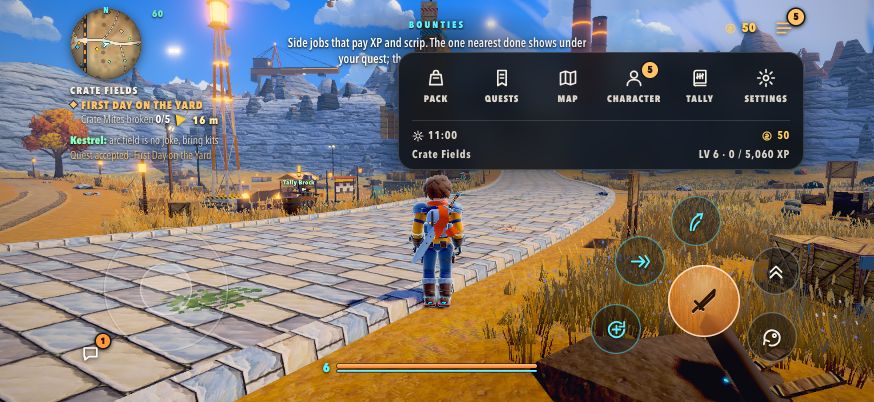 N
60
BOUNTIES
Side jobs that pay XP and scrip. The one nearest done shows under
your quest; th
50
5
PACK
QUESTS
MAP
5
CHARACTER
TALLY
SETTINGS
11:00
50
Crate Fields
LV 6 · 0 / 5,060 XP
CRATE FIELDS
FIRST DAY ON THE YARD
Crate Mites broken 0/5
16 m
Kestrel: arc field is no joke, bring kits
Quest accepted: First Day on the Yard
Tally Brock
1
6